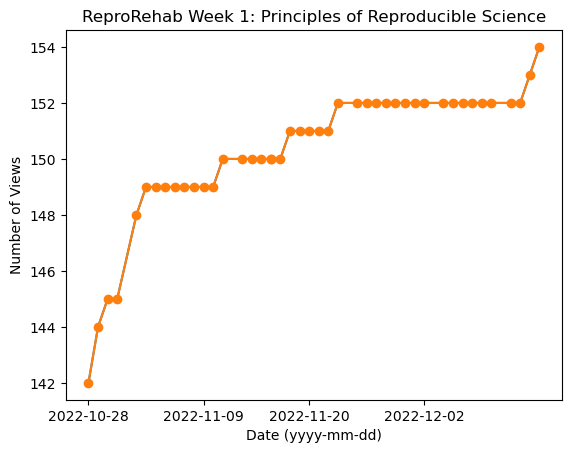 ReproRehab Week 1: Principles of Reproducible Science
Number of Views
154
152
150
148
146
144
142
2022-10-28 2022-11-09 2022-11-20 2022-12-02
Date (yyyy-mm-dd)